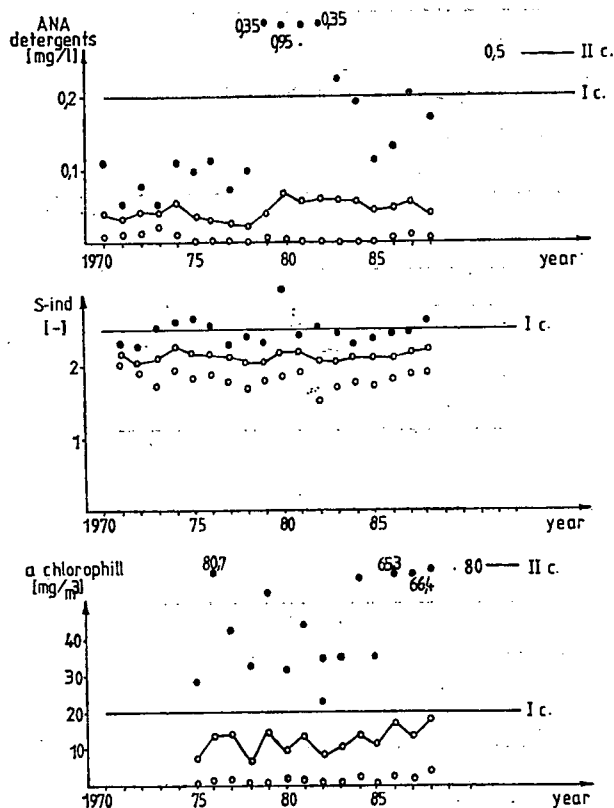 ANA
detergents
[mg/l]
0,35 0,95 0,35
0,5 II c.
0,2 I c.
0,1
1970 75 80 85 year
S-ind
[-]
I c.
2
1
1970 75 80 85 year
a chlorophill
[mg/m3]
80,7 65,3 66,4 80 II c.
40
30
20 I c.
10
1970 75 80 85 year